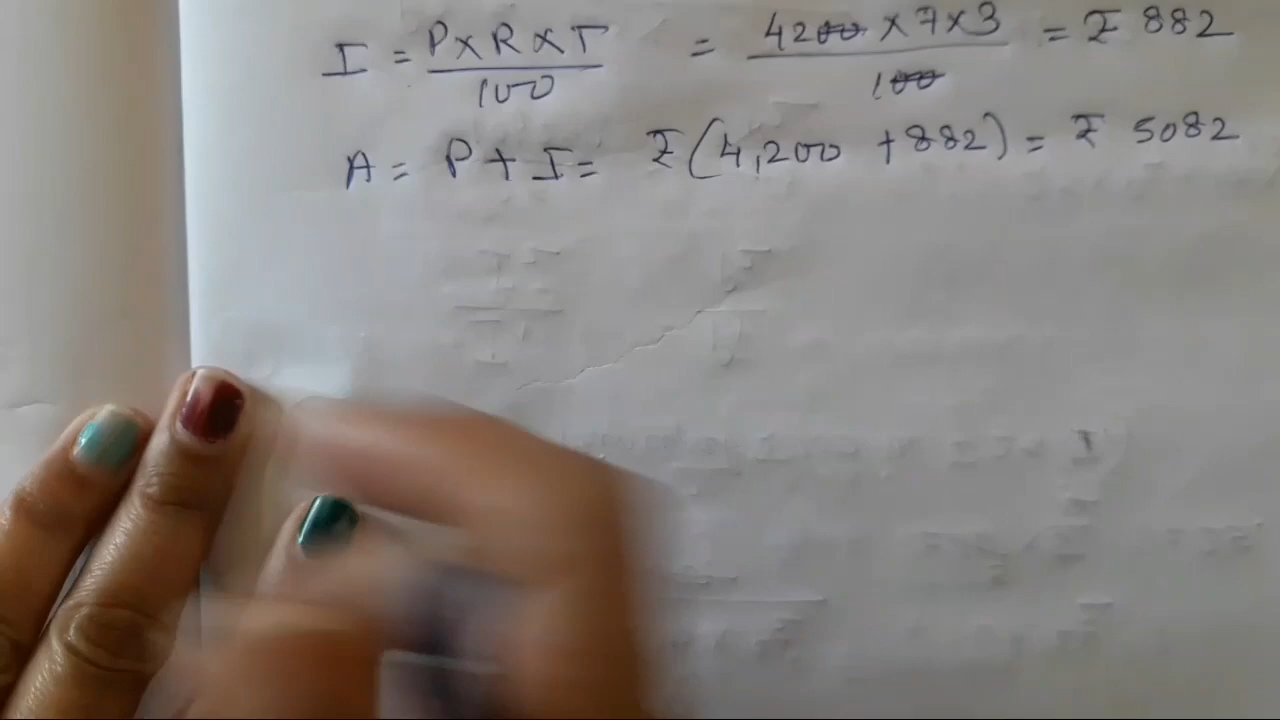 I = P×R×T/100 = 4200×7×3/100 = ₹ 882
A = P + I = ₹ (4,200 + 882) = ₹ 5082